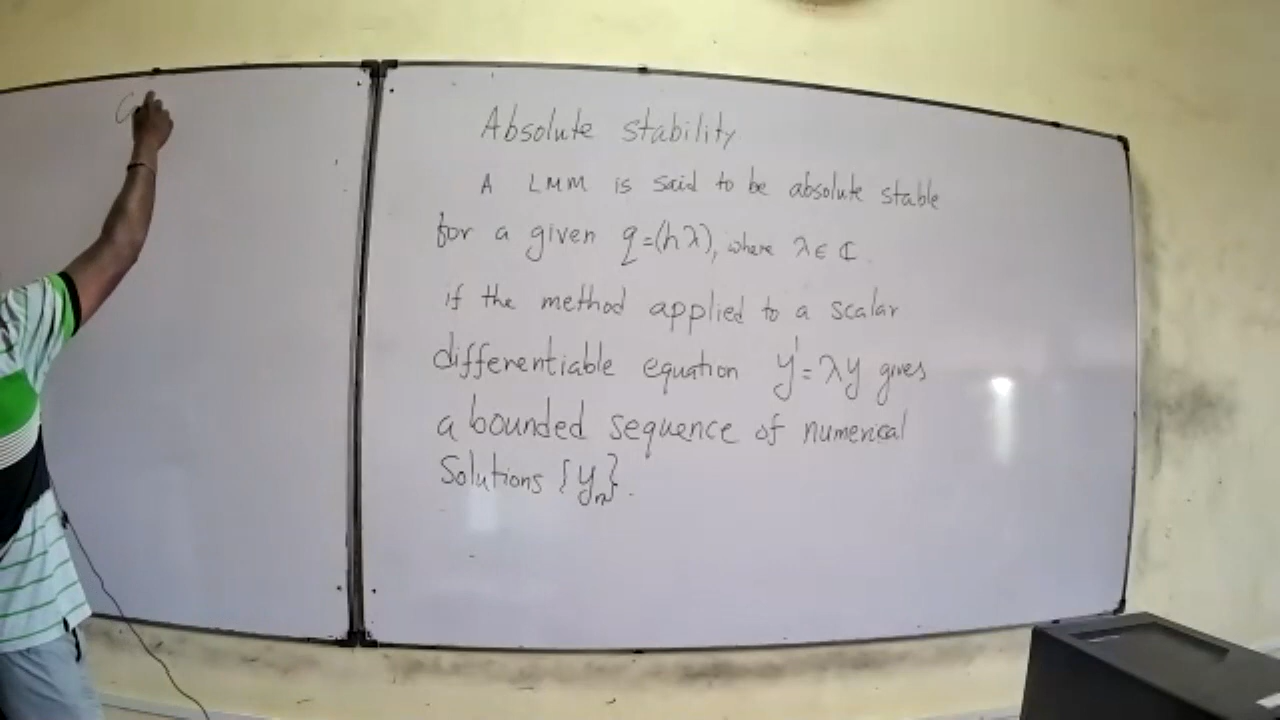 Absolute stability
A LMM is said to be absolute stable
for a given q=(hλ), where λ∈ ℂ.
if the method applied to a scalar
differentiable equation y'=λy gives
a bounded sequence of numerical
Solutions {yₙ}.